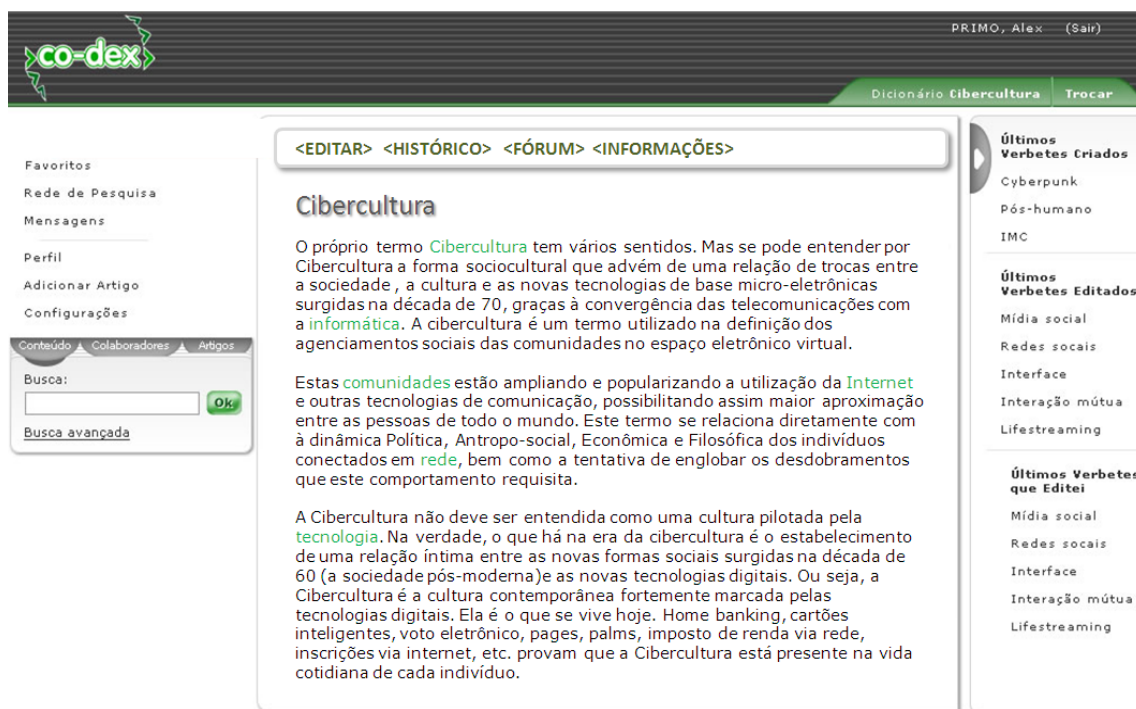 co-dex
PRIMO, Alex (Sair)
Dicionário Cibercultura Trocar
Favoritos
Rede de Pesquisa
Mensagens
Perfil
Adicionar Artigo
Configurações
Conteúdo Colaboradores Artigos
Busca:
Ok
Busca avançada
<EDITAR> <HISTÓRICO> <FÓRUM> <INFORMAÇÕES>
Cibercultura
O próprio termo Cibercultura tem vários sentidos. Mas se pode entender por
Cibercultura a forma sociocultural que advém de uma relação de trocas entre
a sociedade , a cultura e as novas tecnologias de base micro-eletrônicas
surgidas na década de 70, graças à convergência das telecomunicações com
a informática. A cibercultura é um termo utilizado na definição dos
agenciamentos sociais das comunidades no espaço eletrônico virtual.
Estas comunidades estão ampliando e popularizando a utilização da Internet
e outras tecnologias de comunicação, possibilitando assim maior aproximação
entre as pessoas de todo o mundo. Este termo se relaciona diretamente com
à dinâmica Política, Antropo-social, Econômica e Filosófica dos indivíduos
conectados em rede, bem como a tentativa de englobar os desdobramentos
que este comportamento requisita.
A Cibercultura não deve ser entendida como uma cultura pilotada pela
tecnologia. Na verdade, o que há na era da cibercultura é o estabelecimento
de uma relação íntima entre as novas formas sociais surgidas na década de
60 (a sociedade pós-moderna)e as novas tecnologias digitais. Ou seja, a
Cibercultura é a cultura contemporânea fortemente marcada pelas
tecnologias digitais. Ela é o que se vive hoje. Home banking, cartões
inteligentes, voto eletrônico, pages, palms, imposto de renda via rede,
inscrições via internet, etc. provam que a Cibercultura está presente na vida
cotidiana de cada indivíduo.
Últimos
Verbetes Criados
Cyberpunk
Pós-humano
IMC
Últimos
Verbetes Editados
Mídia social
Redes socais
Interface
Interação mútua
Lifestreaming
Últimos Verbetes
que Editei
Mídia social
Redes socais
Interface
Interação mútua
Lifestreaming